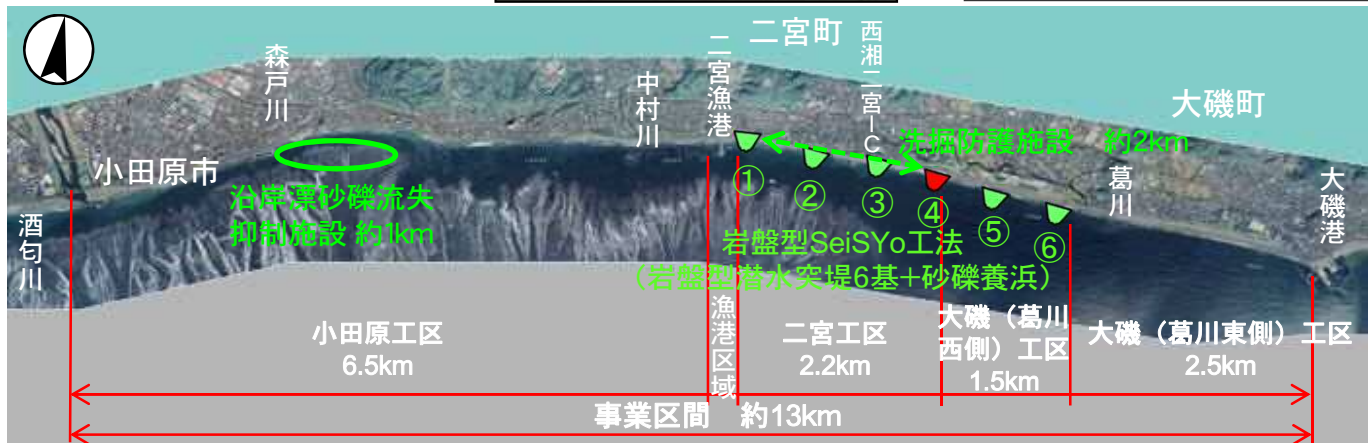 二宮町
西湘二宮IC
二宮漁港
森戸川
中村川
大磯町
洗掘防護施設 約2km
小田原市
葛川
大磯港
沿岸漂砂礫流失
抑制施設 約1km
酒匂川
①
②
③
④
⑤
⑥
岩盤型SeiSYo工法
（岩盤型潜水突堤6基+砂礫養浜）
漁港区域
小田原工区
6.5km
二宮工区
2.2km
大磯（葛川
西側）工区
1.5km
大磯（葛川東側）工区
2.5km
事業区間 約13km